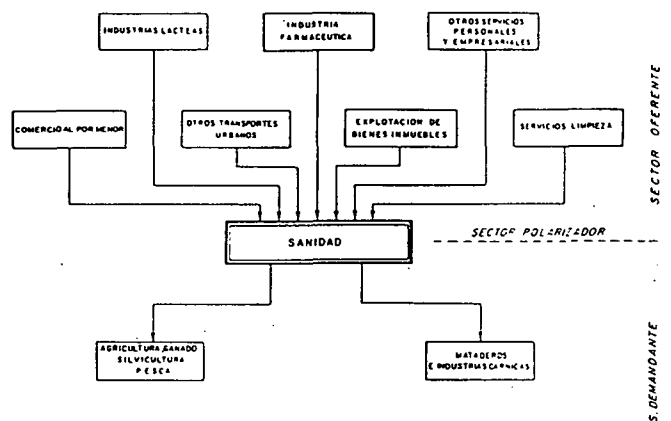 INDUSTRIAS LACTEAS
INDUSTRIA
FARMACEUTICA
OTROS SERVICIOS
PERSONALES
Y EMPRESARIALES
COMERCIO AL POR MENOR
OTROS TRANSPORTES
URBANOS
EXPLOTACION DE
BIENES INMUEBLES
SERVICIOS LIMPIEZA
SECTOR OFERENTE
SANIDAD
SECTOR POLARIZADOR
AGRICULTURA, GANADO
SILVICULTURA
PESCA
MATADEROS
E INDUSTRIAS CARNICAS
S. DEMANDANTE